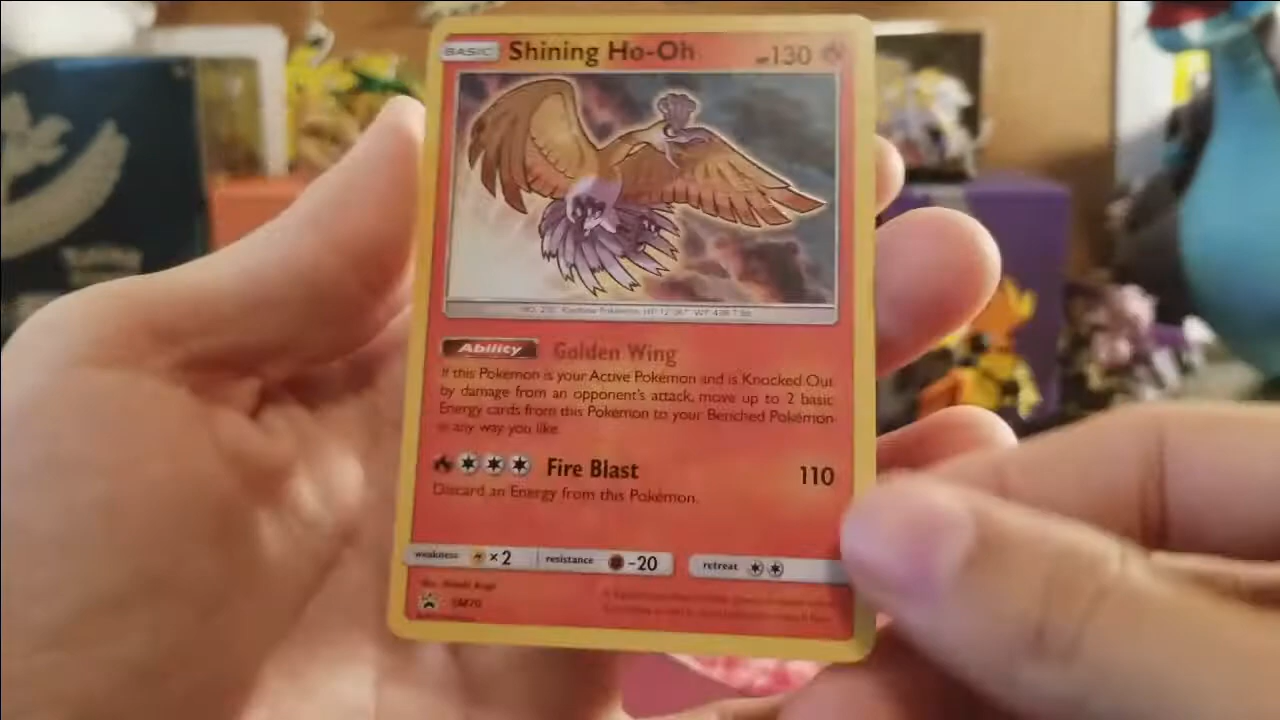 BASIC Shining Ho-Oh HP 130
Ability Golden Wing
If this Pokémon is your Active Pokémon and is Knocked Out
by damage from an opponent's attack, move up to 2 basic
Energy cards from this Pokémon to your Benched Pokémon
in any way you like.
Fire Blast 110
Discard an Energy from this Pokémon.
weakness ×2 resistance -20 retreat
SM70